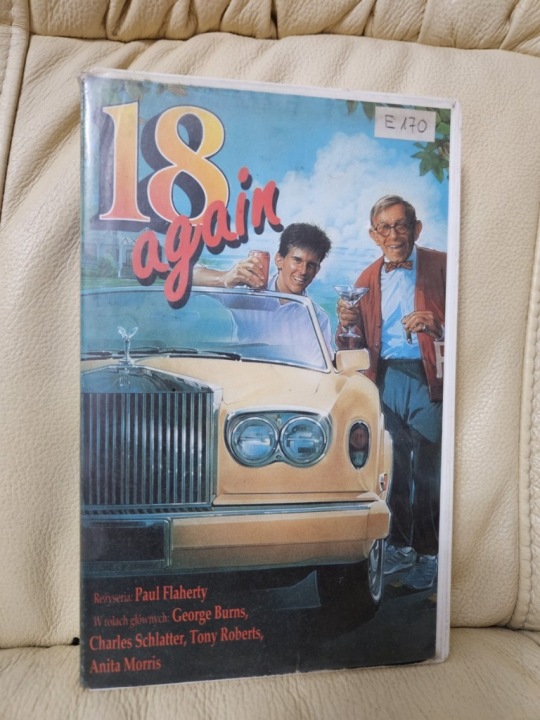 E 170
18
again
Reżyseria: Paul Flaherty
W rolach głównych: George Burns,
Charles Schlatter, Tony Roberts,
Anita Morris